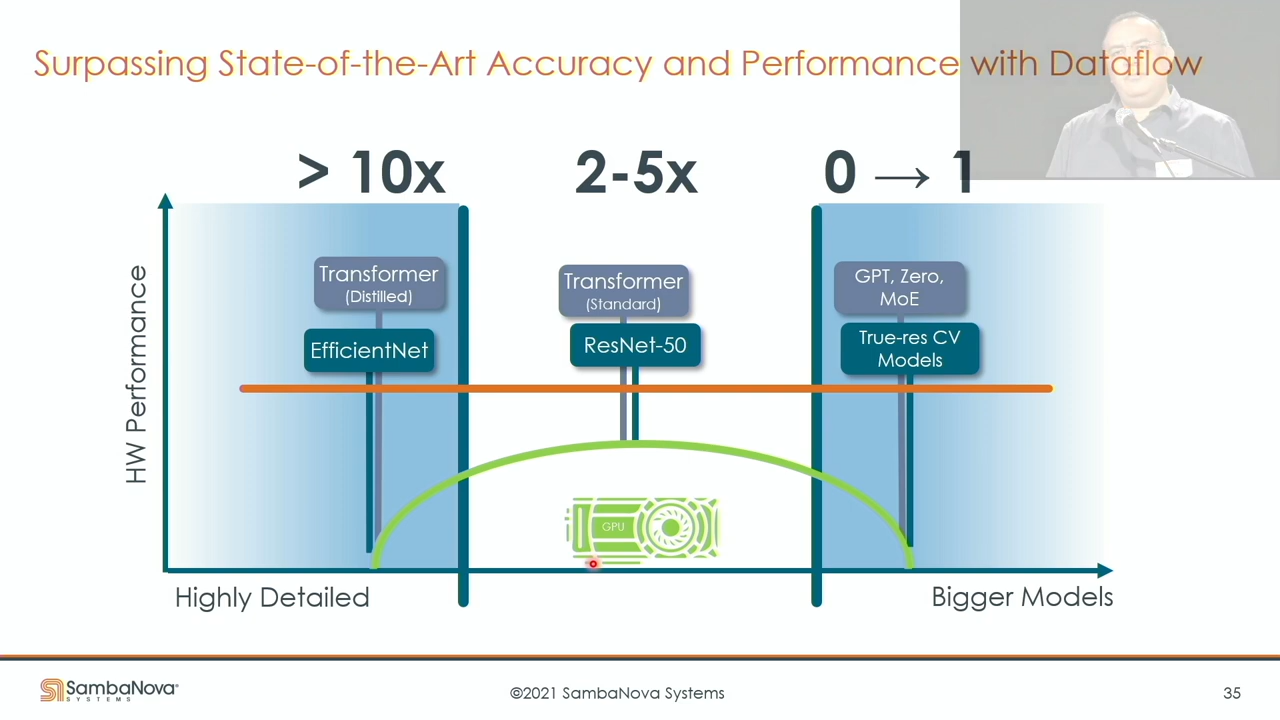 Surpassing State-of-the-Art Accuracy and Performance with Dataflow
> 10x
2-5x
0 → 1
HW Performance
Transformer
(Distilled)
EfficientNet
Transformer
(Standard)
ResNet-50
GPT, Zero,
MoE
True-res CV
Models
GPU
Highly Detailed
Bigger Models
SambaNova
SYSTEMS
©2021 SambaNova Systems
35